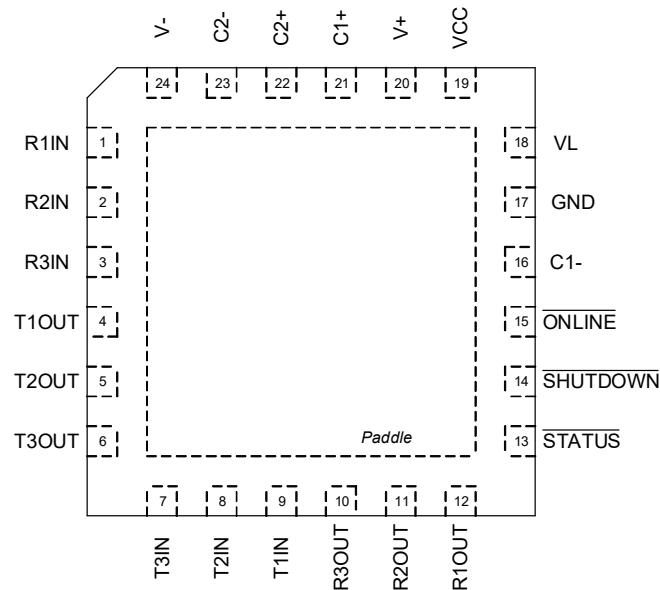 V-
C2-
C2+
C1+
V+
VCC
24
23
22
21
20
19
R1IN
1
18
VL
R2IN
2
17
GND
R3IN
3
16
C1-
T1OUT
4
15
ONLINE
T2OUT
5
14
SHUTDOWN
T3OUT
6
Paddle
13
STATUS
7
8
9
10
11
12
T3IN
T2IN
T1IN
R3OUT
R2OUT
R1OUT